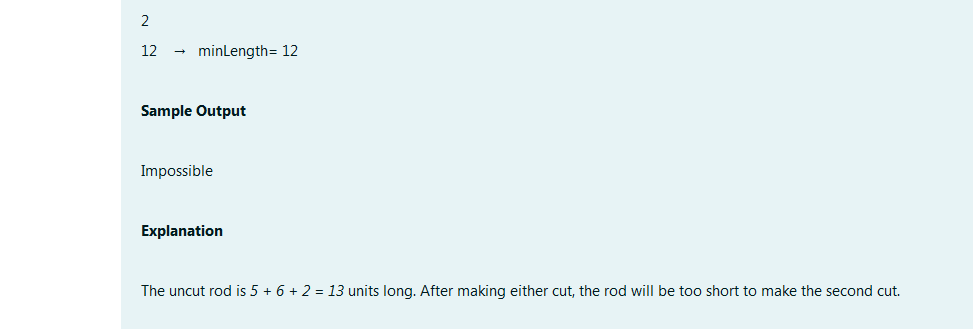 2
12 → minLength= 12
Sample Output
Impossible
Explanation
The uncut rod is 5 + 6 + 2 = 13 units long. After making either cut, the rod will be too short to make the second cut.